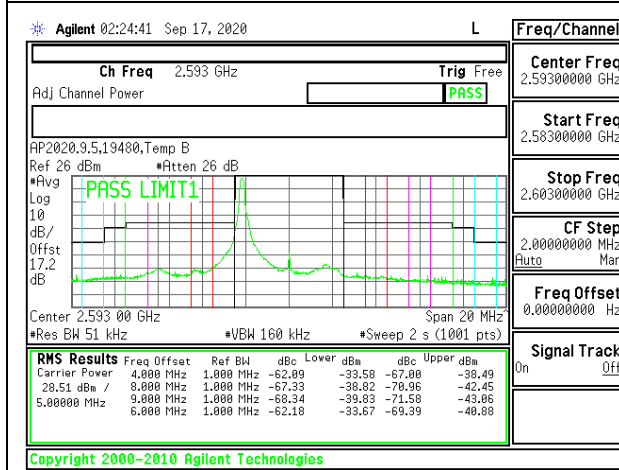 Agilent 02:24:41 Sep 17, 2020 L
Freq/Channel
Ch Freq 2.593 GHz Trig Free
Adj Channel Power PASS
Center Freq
2.59300000 GHz
Start Freq
2.58300000 GHz
AP2020.9.5,19480,Temp B
Ref 26 dBm #Atten 26 dB
#Avg
Log
10
dB/
Offst
17.2
dB
PASS LIMIT1
Stop Freq
2.60300000 GHz
CF Step
2.00000000 MHz
Auto Man
Freq Offset
0.00000000 Hz
Center 2.593 00 GHz Span 20 MHz^
#Res BW 51 kHz #VBW 160 kHz #Sweep 2 s (1001 pts)
Signal Track
On Off
RMS Results Freq Offset Ref BW dBc Lower dBm dBc Upper dBm
Carrier Power 4.000 MHz 1.000 MHz -62.09 -33.58 -67.00 -38.49
28.51 dBm / 8.000 MHz 1.000 MHz -67.33 -38.82 -70.96 -42.45
5.00000 MHz 9.000 MHz 1.000 MHz -68.34 -39.83 -71.58 -43.06
6.000 MHz 1.000 MHz -62.18 -33.67 -69.39 -40.88
Copyright 2000-2010 Agilent Technologies